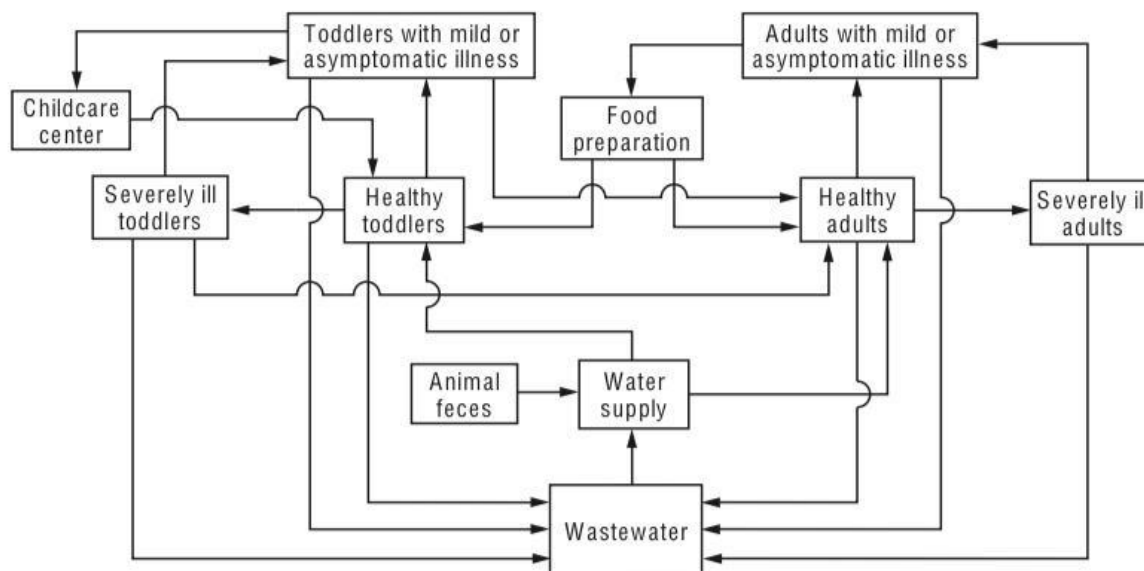 Toddlers with mild or
asymptomatic illness
Adults with mild or
asymptomatic illness
Childcare
center
Food
preparation
Severely ill
toddlers
Healthy
toddlers
Healthy
adults
Severely il
adults
Animal
feces
Water
supply
Wastewater